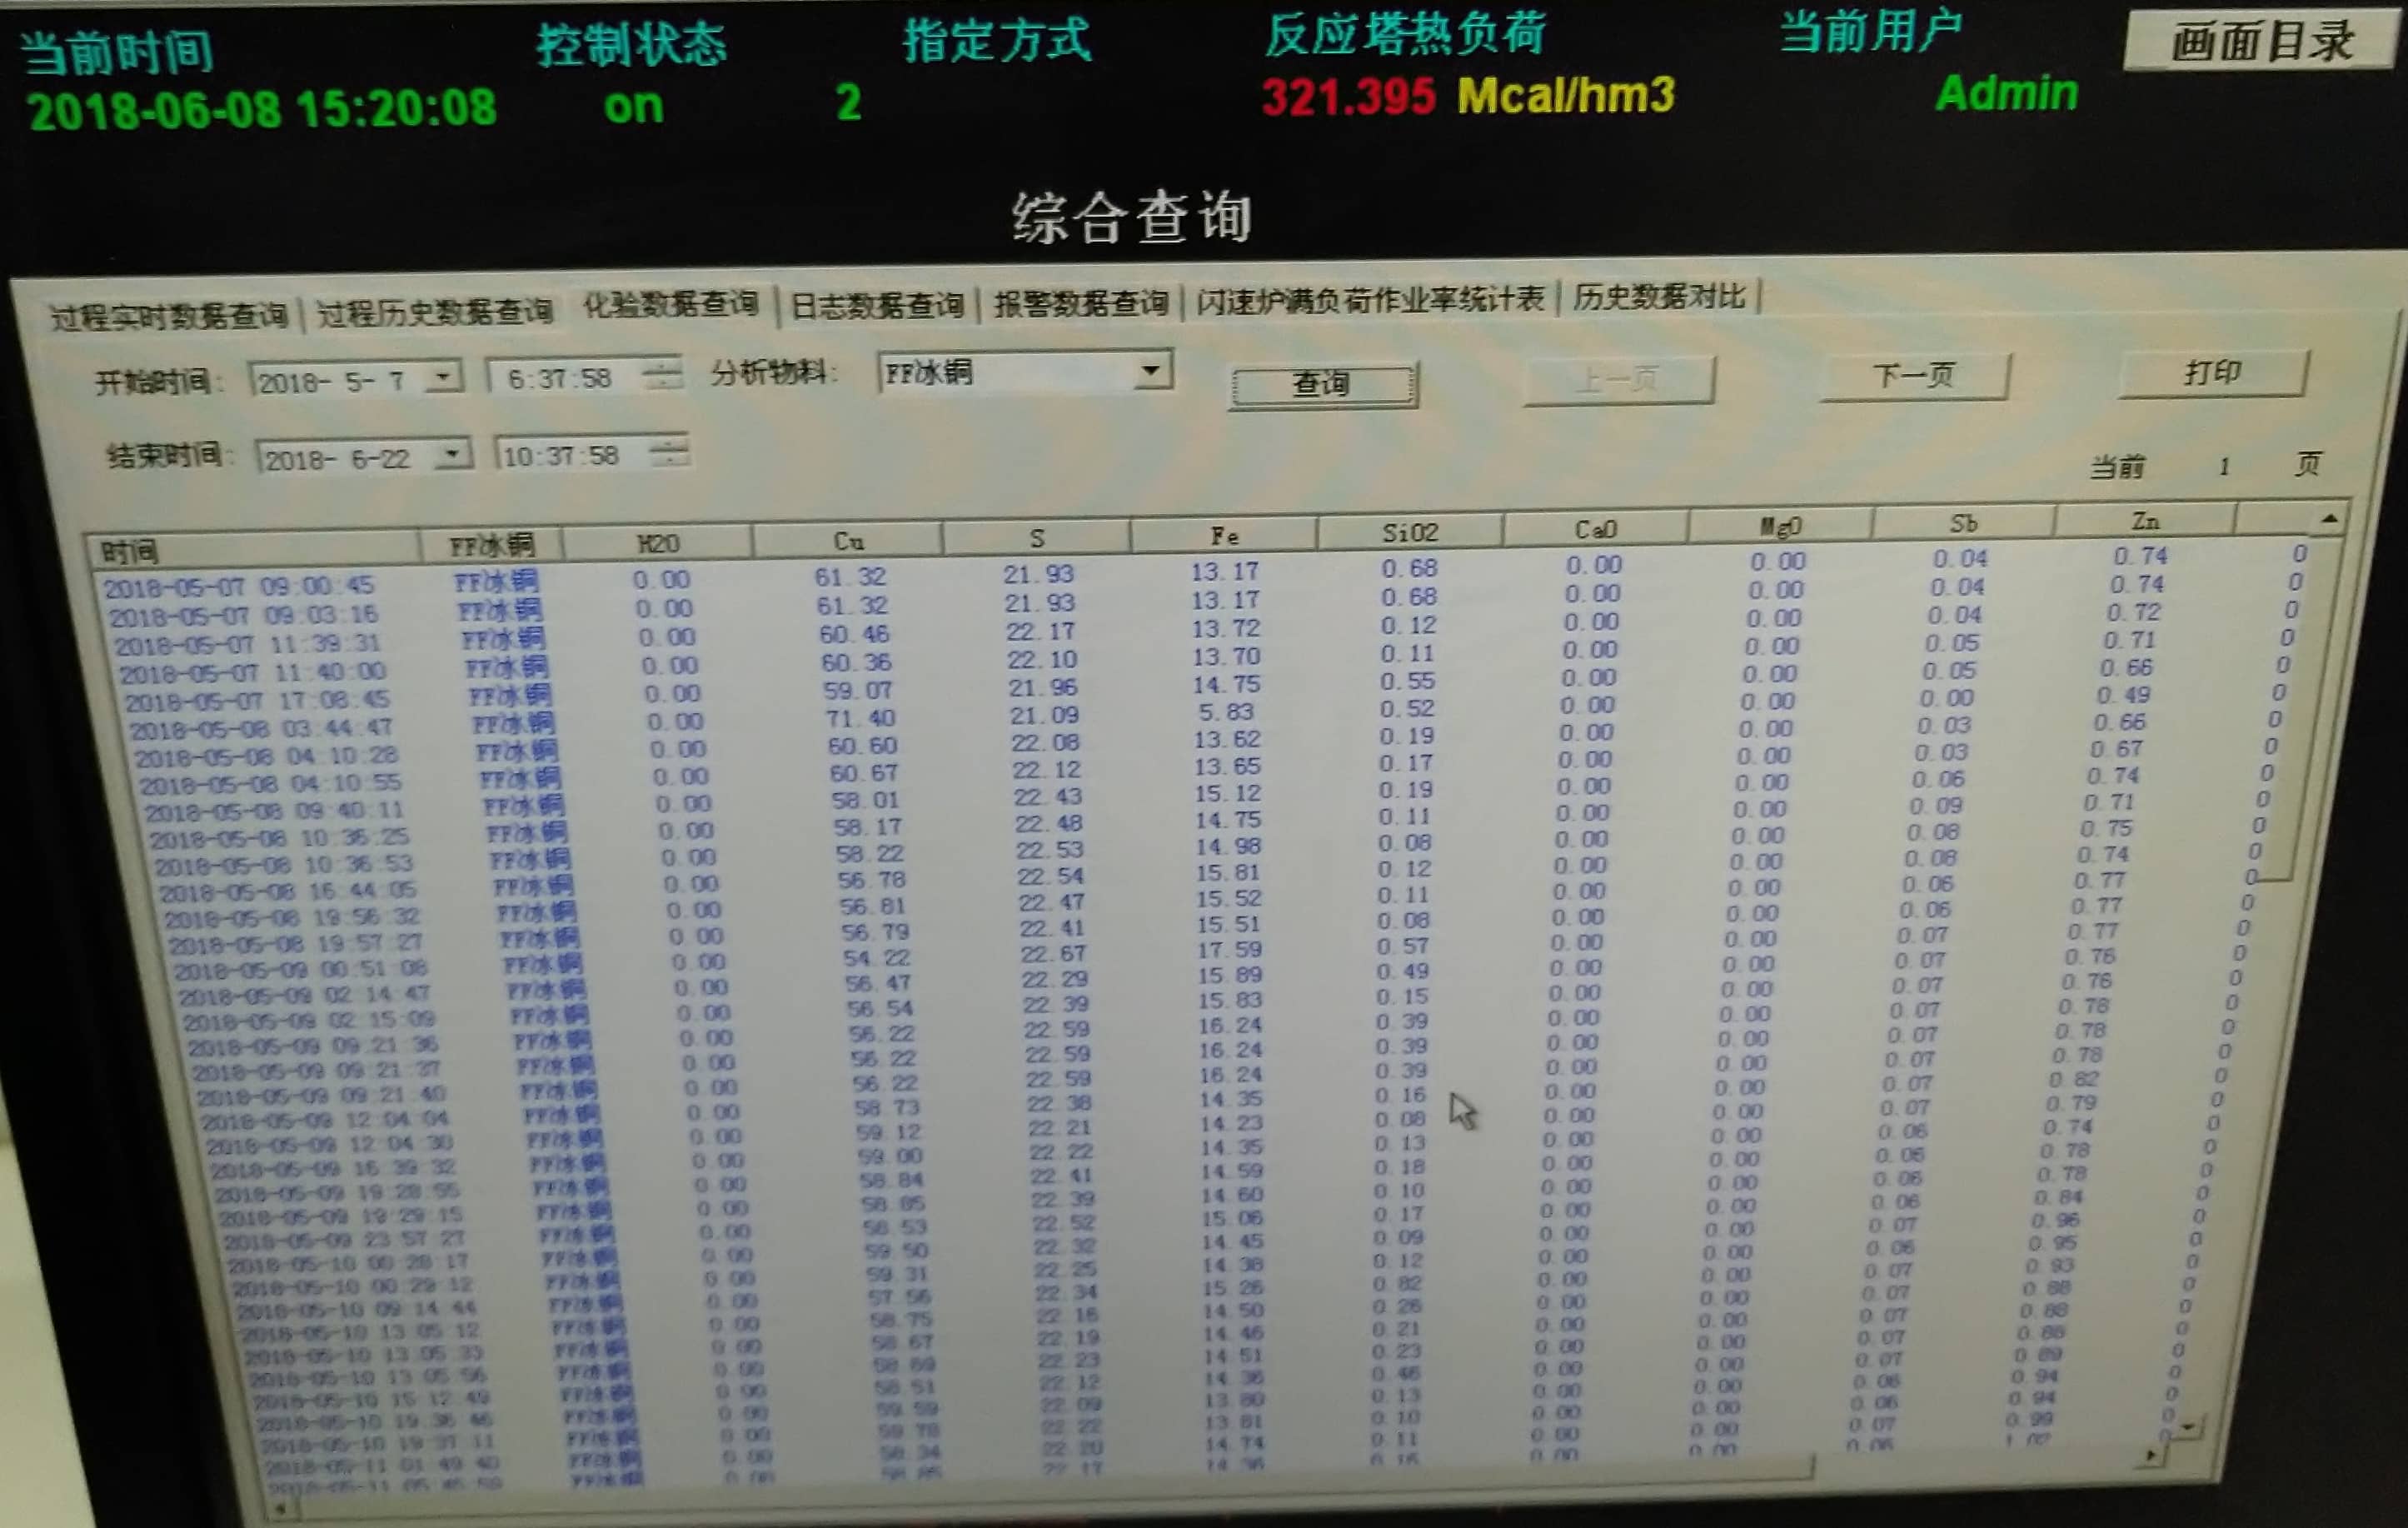 当前时间 控制状态 指定方式 反应塔热负荷 当前用户 画面目录
2018-06-08 15:20:08 on 2 321.395 Mcal/hm3 Admin
综合查询
过程实时数据查询 过程历史数据查询 化验数据查询 日志数据查询 报警数据查询 闪速炉满负荷作业率统计表 历史数据对比
开始时间: 2018- 5- 7 6:37:58 分析物料: FF冰铜 查询 上一页 下一页 打印
结束时间: 2018- 6-22 10:37:58
当前 1 页
时间 FF冰铜 H2O Cu S Fe SiO2 CaO MgO Sb Zn
2018-05-07 09:00:45 FF冰铜 0.00 61.32 21.93 13.17 0.68 0.00 0.00 0.04 0.74 0
2018-05-07 09:03:16 FF冰铜 0.00 61.32 21.93 13.17 0.68 0.00 0.00 0.04 0.74 0
2018-05-07 11:39:31 FF冰铜 0.00 60.46 22.17 13.72 0.12 0.00 0.00 0.04 0.72 0
2018-05-07 11:40:00 FF冰铜 0.00 60.36 22.10 13.70 0.11 0.00 0.00 0.05 0.71 0
2018-05-07 17:08:45 FF冰铜 0.00 59.07 21.96 14.75 0.55 0.00 0.00 0.05 0.66 0
2018-05-08 03:44:47 FF冰铜 0.00 71.40 21.09 5.83 0.52 0.00 0.00 0.00 0.49 0
2018-05-08 04:10:28 FF冰铜 0.00 60.60 22.08 13.62 0.19 0.00 0.00 0.03 0.66 0
2018-05-08 04:10:55 FF冰铜 0.00 60.67 22.12 13.65 0.17 0.00 0.00 0.03 0.67 0
2018-05-08 09:40:11 FF冰铜 0.00 58.01 22.43 15.12 0.19 0.00 0.00 0.06 0.74 0
2018-05-08 10:36:25 FF冰铜 0.00 58.17 22.48 14.75 0.11 0.00 0.00 0.09 0.71 0
2018-05-08 10:36:53 FF冰铜 0.00 58.22 22.53 14.98 0.08 0.00 0.00 0.08 0.75 0
2018-05-08 16:44:05 FF冰铜 0.00 56.78 22.54 15.81 0.12 0.00 0.00 0.08 0.74 0
2018-05-08 19:56:32 FF冰铜 0.00 56.81 22.47 15.52 0.11 0.00 0.00 0.06 0.77 0
2018-05-08 19:57:27 FF冰铜 0.00 56.79 22.41 15.51 0.08 0.00 0.00 0.06 0.77 0
2018-05-09 00:51:08 FF冰铜 0.00 54.22 22.67 17.59 0.57 0.00 0.00 0.07 0.77 0
2018-05-09 02:14:47 FF冰铜 0.00 56.47 22.29 15.89 0.49 0.00 0.00 0.07 0.76 0
2018-05-09 02:15:09 FF冰铜 0.00 56.54 22.39 15.83 0.15 0.00 0.00 0.07 0.76 0
2018-05-09 09:21:36 FF冰铜 0.00 56.22 22.59 16.24 0.39 0.00 0.00 0.07 0.78 0
2018-05-09 09:21:37 FF冰铜 0.00 56.22 22.59 16.24 0.39 0.00 0.00 0.07 0.78 0
2018-05-09 09:21:40 FF冰铜 0.00 56.22 22.59 16.24 0.39 0.00 0.00 0.07 0.78 0
2018-05-09 12:04:04 FF冰铜 0.00 58.73 22.38 14.35 0.16 0.00 0.00 0.07 0.82 0
2018-05-09 12:04:30 FF冰铜 0.00 59.12 22.21 14.23 0.08 0.00 0.00 0.07 0.79 0
2018-05-09 16:39:32 FF冰铜 0.00 59.00 22.22 14.35 0.13 0.00 0.00 0.06 0.74 0
2018-05-09 19:28:55 FF冰铜 0.00 58.84 22.41 14.59 0.18 0.00 0.00 0.06 0.78 0
2018-05-09 19:29:15 FF冰铜 0.00 58.85 22.39 14.60 0.10 0.00 0.00 0.06 0.78 0
2018-05-09 23:57:27 FF冰铜 0.00 58.53 22.52 15.06 0.17 0.00 0.00 0.06 0.84 0
2018-05-10 00:28:17 FF冰铜 0.00 59.50 22.32 14.45 0.09 0.00 0.00 0.07 0.96 0
2018-05-10 00:29:12 FF冰铜 0.00 59.31 22.25 14.38 0.12 0.00 0.00 0.06 0.95 0
2018-05-10 09:14:44 FF冰铜 0.00 57.56 22.34 15.26 0.82 0.00 0.00 0.07 0.93 0
2018-05-10 13:05:12 FF冰铜 0.00 58.75 22.16 14.50 0.26 0.00 0.00 0.07 0.88 0
2018-05-10 13:05:33 FF冰铜 0.00 58.67 22.19 14.46 0.21 0.00 0.00 0.07 0.88 0
2018-05-10 13:05:56 FF冰铜 0.00 22.23 14.51 0.23 0.00 0.00 0.07 0
2018-05-10 15:12:49 FF冰铜 0.00 58.51 22.12 14.36 0.46 0.00 0.00 0.07 0.89 0
2018-05-10 19:36:46 FF冰铜 0.00 59.59 22.09 13.80 0.13 0.00 0.00 0.06 0.94 0
2018-05-10 19:37:11 FF冰铜 0.00 59.78 22.22 13.81 0.10 0.00 0.00 0.06 0.94 0
2018-05-11 01:49:40 FF冰铜 0.00 58.34 22.20 14.74 0.11 0.00 0.00 0.07 0.99 0
FF冰铜 0.00 22.17 0.00 0.00